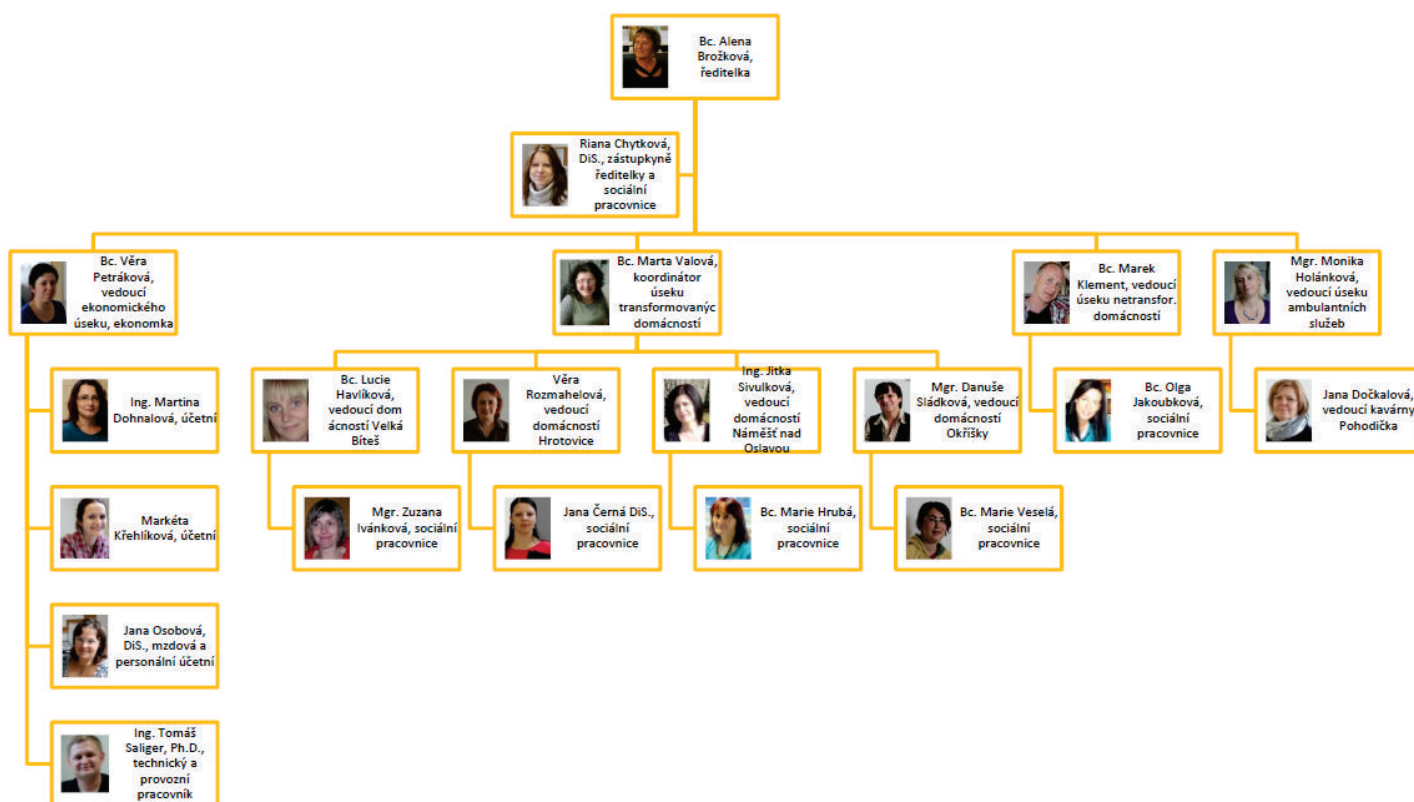 Bc. Alena
Brožková,
ředitelka
Riana Chytková,
DiS., zástupkyně
ředitelky a
sociální
pracovnice
Bc. Věra
Petráková,
vedoucí
ekonomického
úseku, ekonomka
Bc. Marta Valová,
koordinátor
úseku
transformovanýc
domácností
Bc. Marek
Klement, vedoucí
úseku netransfor.
domácností
Mgr. Monika
Holánková,
vedoucí úseku
ambulantních
služeb
Ing. Martina
Dohnalová, účetní
Bc. Lucie
Havlíková,
vedoucí dom
ácností Velká
Bíteš
Věra
Rozmahelová,
vedoucí
domácností
Hrotovice
Ing. Jitka
Sivulková,
vedoucí
domácností
Náměšť nad
Oslavou
Mgr. Danuše
Sládková, vedoucí
domácností
Okříšky
Bc. Olga
Jakoubková,
sociální
pracovnice
Jana Dočkalová,
vedoucí kavárny
Pohodička
Markéta
Křehlíková, účetní
Mgr. Zuzana
Ivánková, sociální
pracovnice
Jana Černá DiS.,
sociální
pracovnice
Bc. Marie Hrubá,
sociální
pracovnice
Bc. Marie Veselá,
sociální
pracovnice
Jana Osobová,
DiS., mzdová a
personální účetní
Ing. Tomáš
Saliger, Ph.D.,
technický a
provozní
pracovník